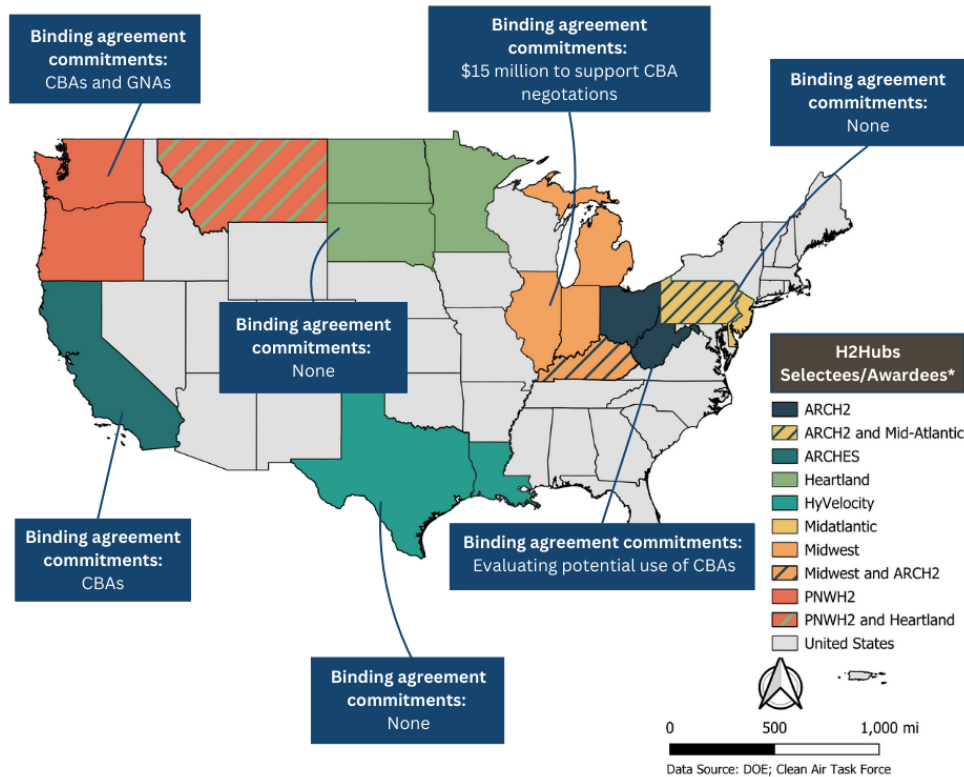 Binding agreement
commitments:
CBAs and GNAs
Binding agreement
commitments:
$15 million to support CBA
negotations
Binding agreement
commitments:
None
Binding agreement
commitments:
None
Binding agreement
commitments:
CBAs
Binding agreement commitments:
Evaluating potential use of CBAs
Binding agreement
commitments:
None
H2Hubs
Selectees/Awardees*
ARCH2
ARCH2 and Mid-Atlantic
ARCHES
Heartland
HyVelocity
Midatlantic
Midwest
Midwest and ARCH2
PNWH2
PNWH2 and Heartland
United States
0 500 1,000 mi
Data Source: DOE; Clean Air Task Force